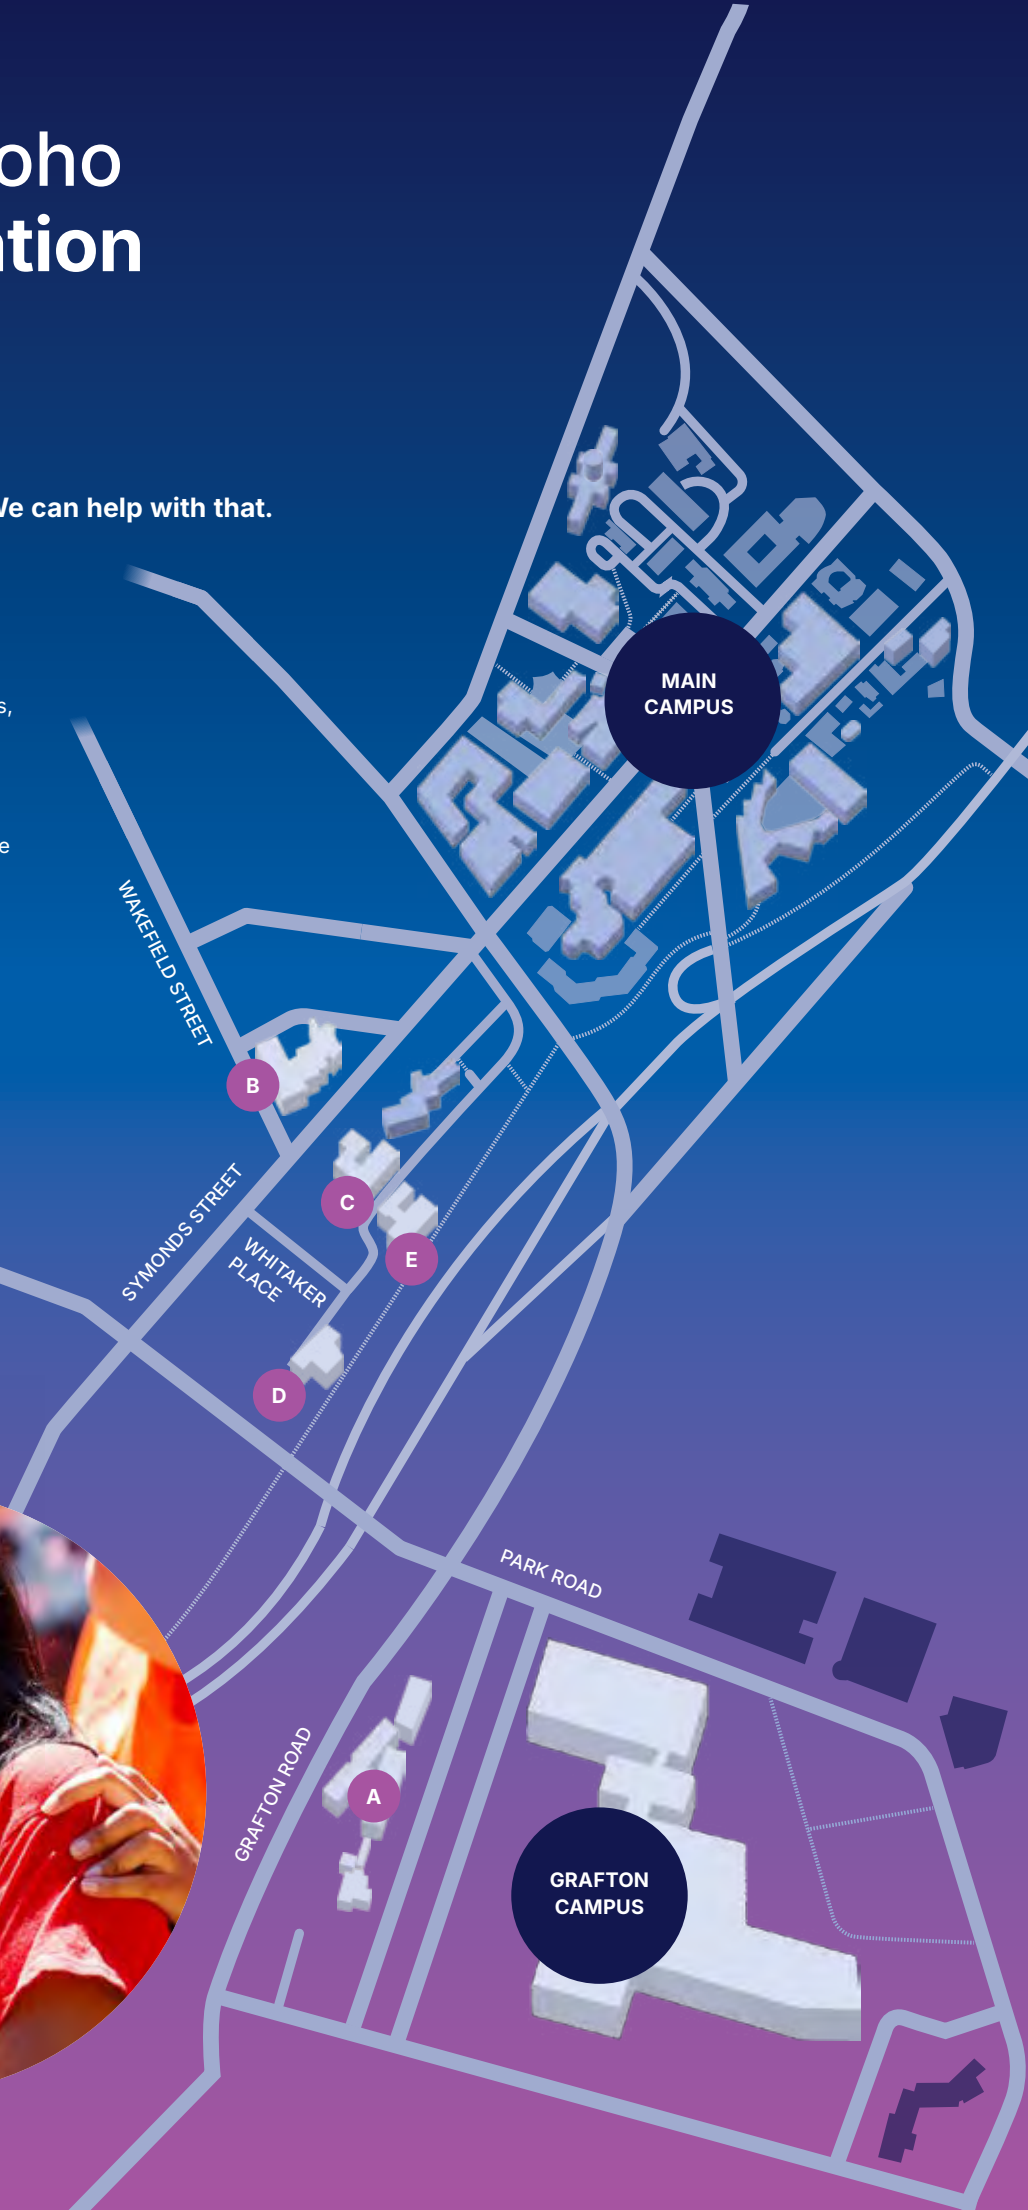 oho
tion
e can help with that.
s,
e
MAIN
CAMPUS
WAKEFIELD STREET
B
C
E
SYMONDS STREET
WHITAKER
PLACE
D
PARK ROAD
GRAFTON ROAD
A
GRAFTON
CAMPUS